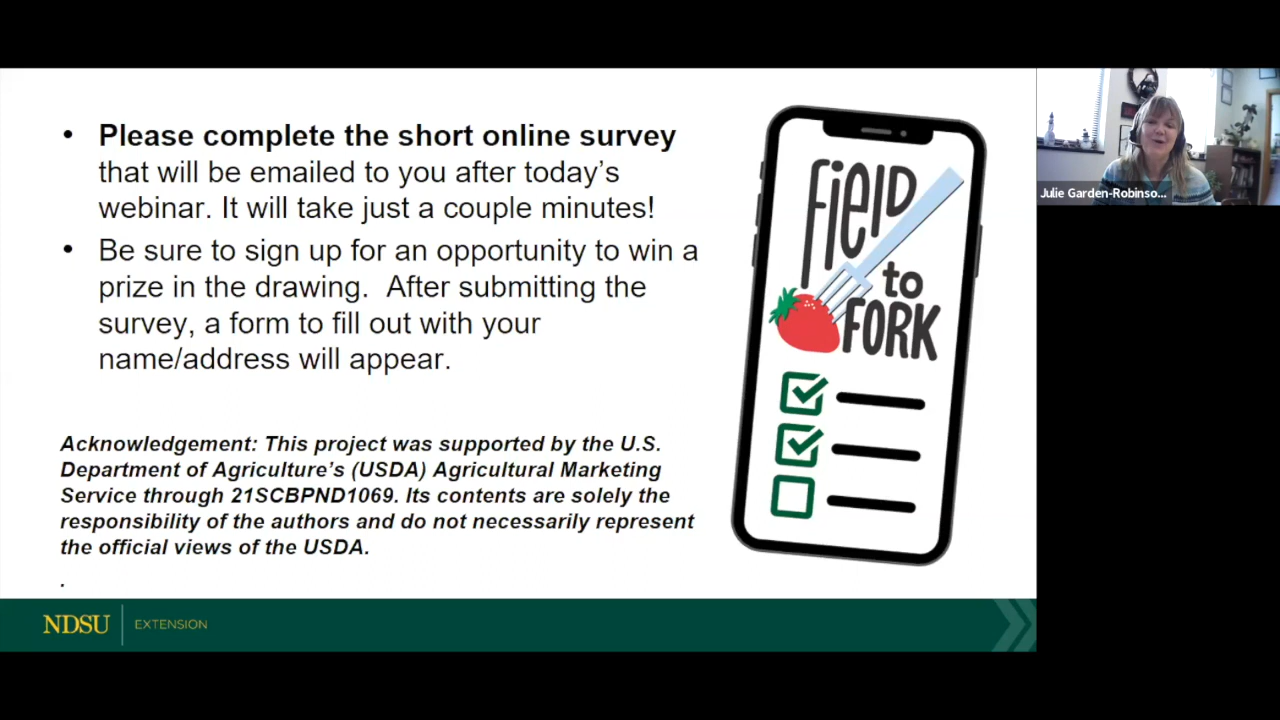 • Please complete the short online survey
that will be emailed to you after today’s
webinar. It will take just a couple minutes!
• Be sure to sign up for an opportunity to win a
prize in the drawing.  After submitting the
survey, a form to fill out with your
name/address will appear.
Acknowledgement: This project was supported by the U.S.
Department of Agriculture’s (USDA) Agricultural Marketing
Service through 21SCBPND1069. Its contents are solely the
responsibility of the authors and do not necessarily represent
the official views of the USDA.
.
FiELD
to
FORK
NDSU EXTENSION
Julie Garden-Robinso...